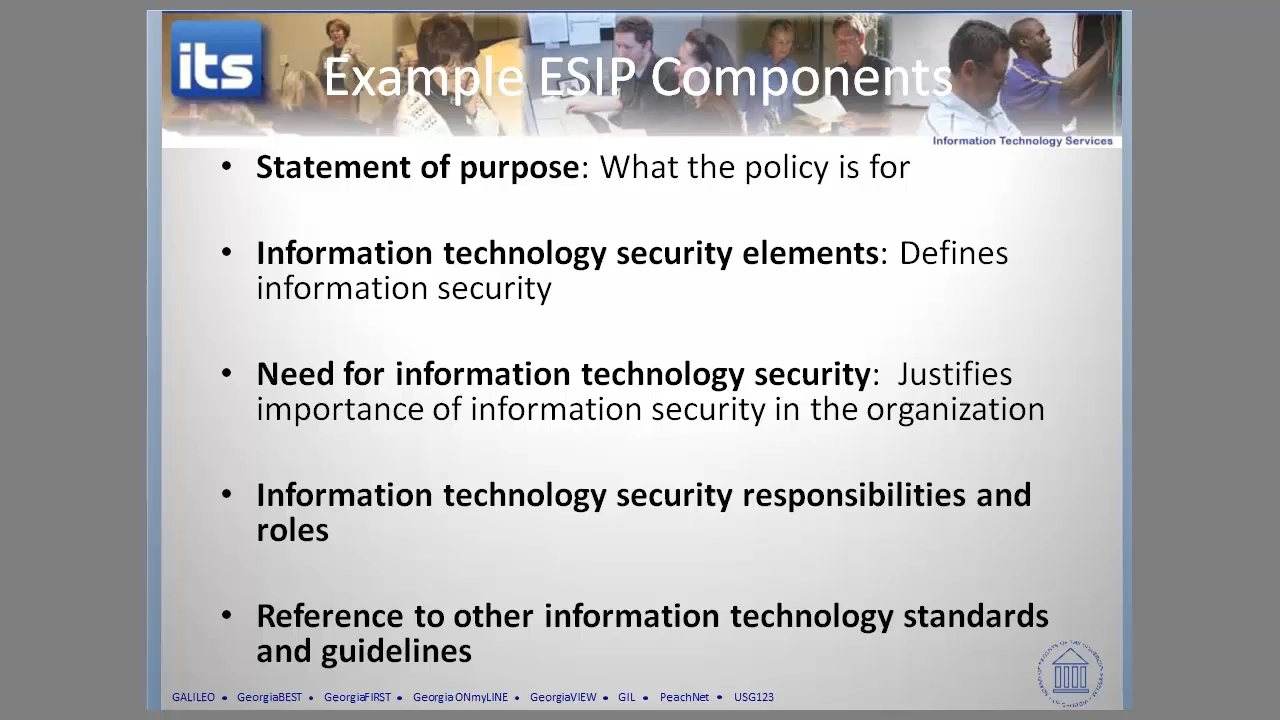 its
Example ESIP Components
Information Technology Services
• Statement of purpose: What the policy is for
• Information technology security elements: Defines
information security
• Need for information technology security:  Justifies
importance of information security in the organization
• Information technology security responsibilities and
roles
• Reference to other information technology standards
and guidelines
GALILEO • GeorgiaBEST • GeorgiaFIRST • Georgia ONmyLINE • GeorgiaVIEW • GIL • PeachNet • USG123